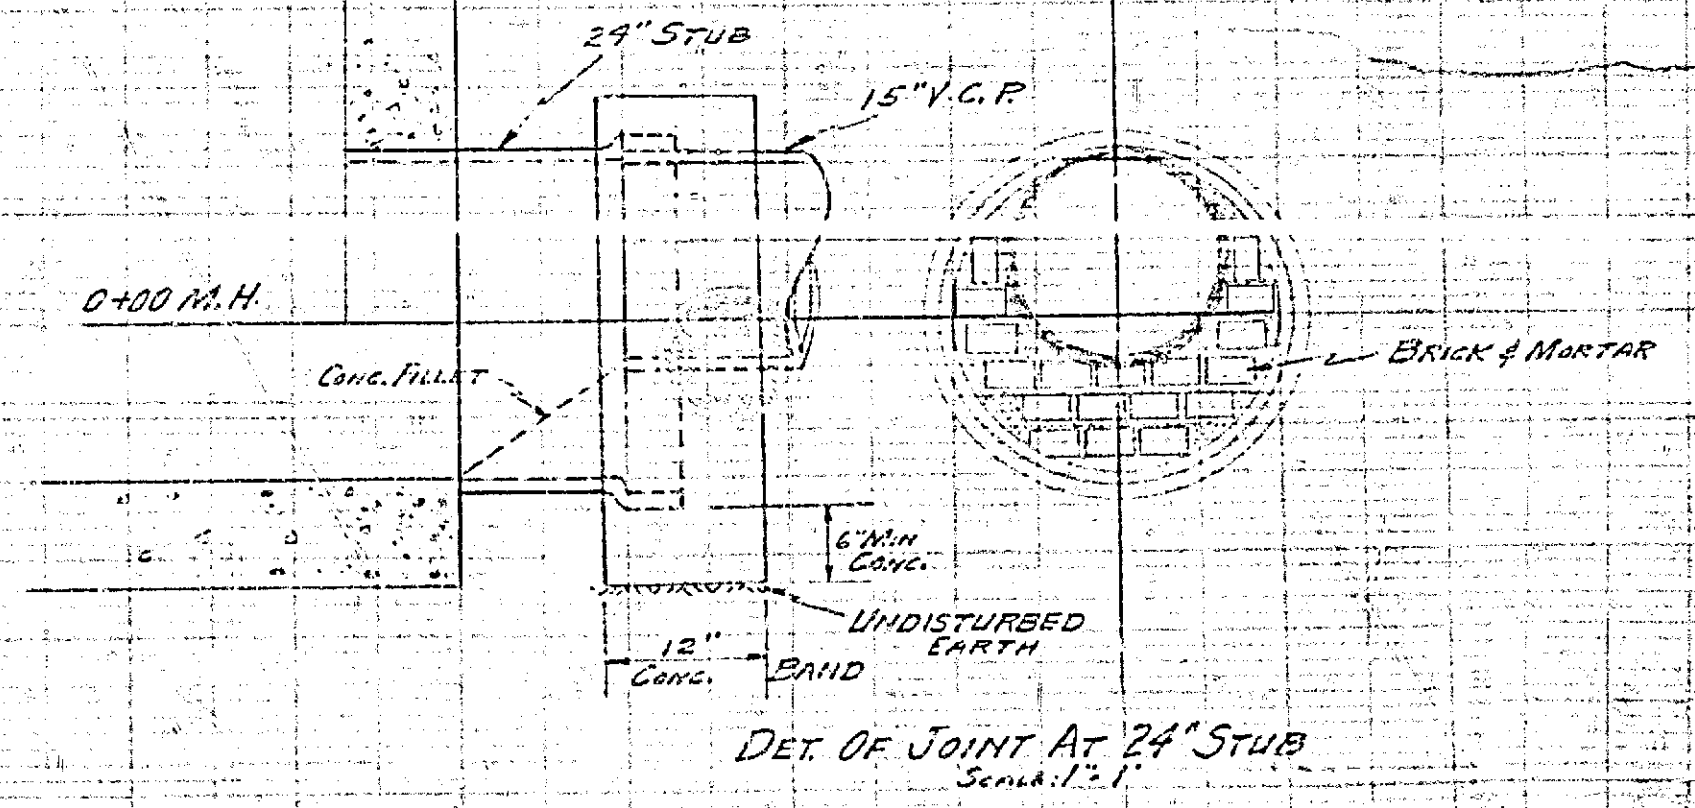 24" STUB
15" V.C.P.
0+00 M.H.
CONC. FILLET
BRICK & MORTAR
6" MIN
CONC.
UNDISTURBED
EARTH
12"
CONC. BAND
DET. OF JOINT AT 24" STUB
SCALE: 1" = 1'